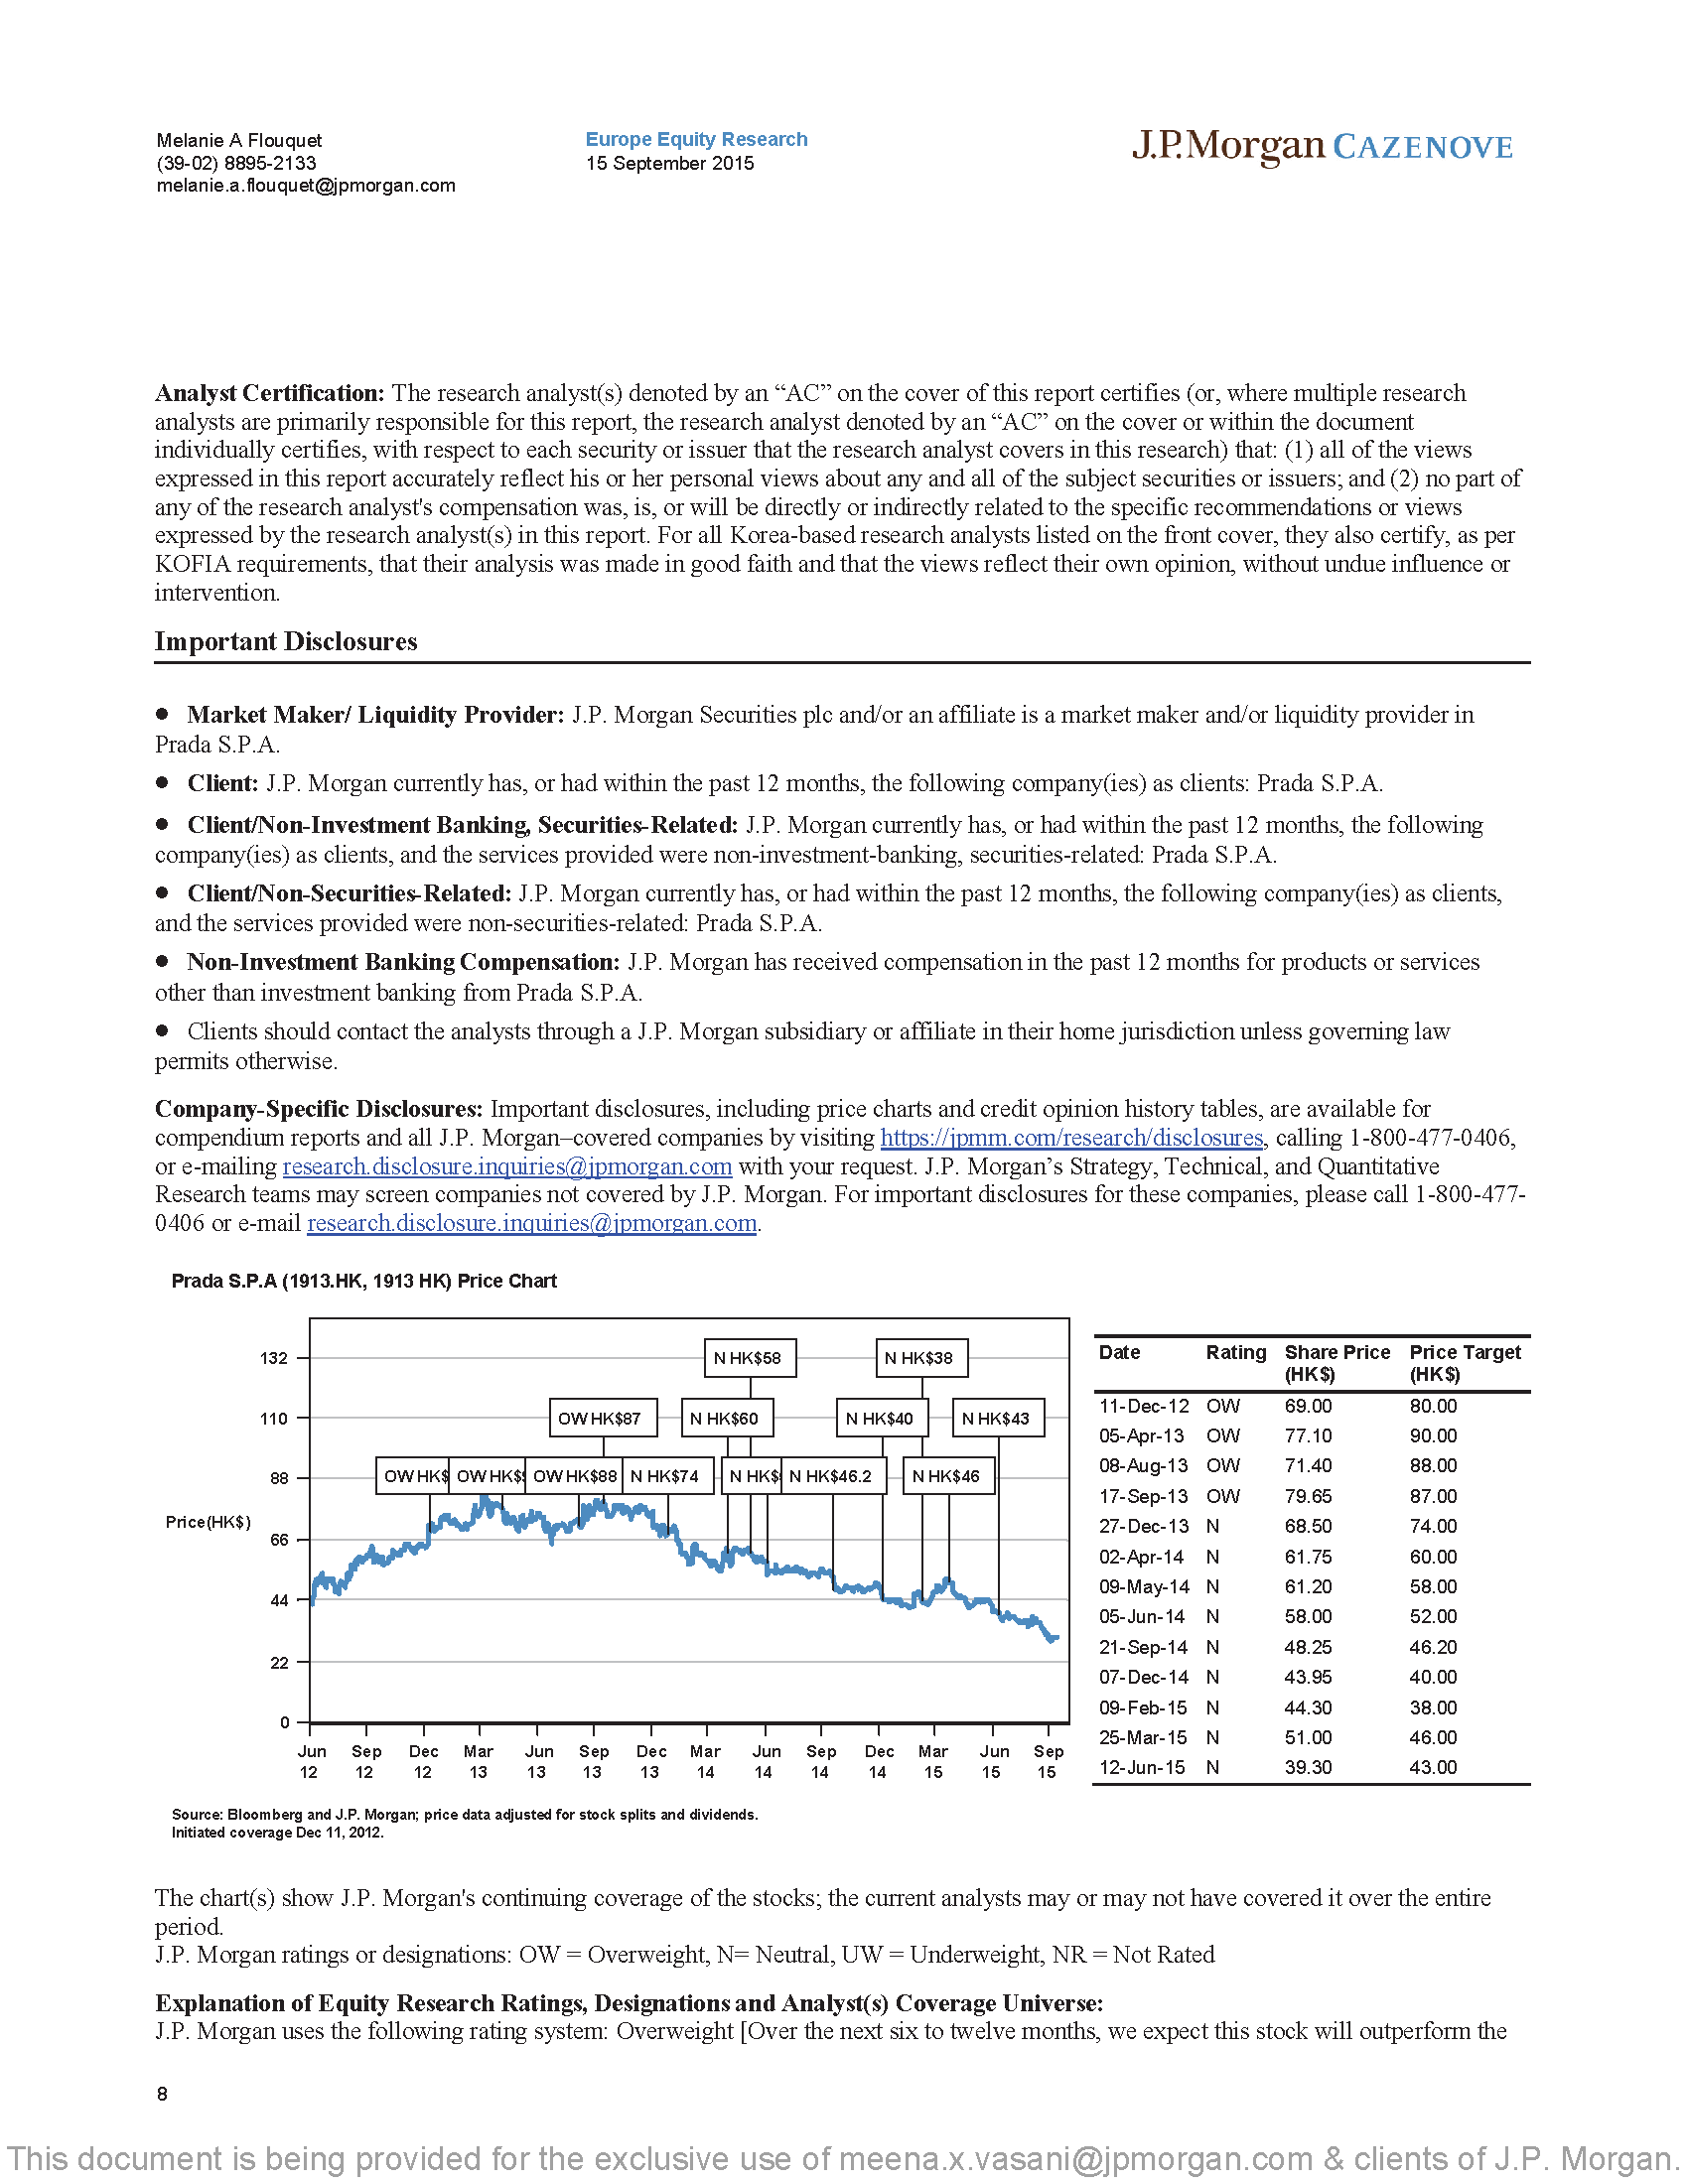 Melanie A Flouquet
(39-02) 8895-2133
melanie.a.flouquet@jpmorgan.com
Europe Equity Research
15 September 2015
J.P.Morgan CAZENOVE
Analyst Certification: The research analyst(s) denoted by an “AC” on the cover of this report certifies (or, where multiple research
analysts are primarily responsible for this report, the research analyst denoted by an “AC” on the cover or within the document
individually certifies, with respect to each security or issuer that the research analyst covers in this research) that: (1) all of the views
expressed in this report accurately reflect his or her personal views about any and all of the subject securities or issuers; and (2) no part of
any of the research analyst's compensation was, is, or will be directly or indirectly related to the specific recommendations or views
expressed by the research analyst(s) in this report. For all Korea-based research analysts listed on the front cover, they also certify, as per
KOFIA requirements, that their analysis was made in good faith and that the views reflect their own opinion, without undue influence or
intervention.
Important Disclosures
● Market Maker/ Liquidity Provider: J.P. Morgan Securities plc and/or an affiliate is a market maker and/or liquidity provider in
Prada S.P.A.
● Client: J.P. Morgan currently has, or had within the past 12 months, the following company(ies) as clients: Prada S.P.A.
● Client/Non-Investment Banking, Securities-Related: J.P. Morgan currently has, or had within the past 12 months, the following
company(ies) as clients, and the services provided were non-investment-banking, securities-related: Prada S.P.A.
● Client/Non-Securities-Related: J.P. Morgan currently has, or had within the past 12 months, the following company(ies) as clients,
and the services provided were non-securities-related: Prada S.P.A.
● Non-Investment Banking Compensation: J.P. Morgan has received compensation in the past 12 months for products or services
other than investment banking from Prada S.P.A.
● Clients should contact the analysts through a J.P. Morgan subsidiary or affiliate in their home jurisdiction unless governing law
permits otherwise.
Company-Specific Disclosures: Important disclosures, including price charts and credit opinion history tables, are available for
compendium reports and all J.P. Morgan–covered companies by visiting https://jpmm.com/research/disclosures, calling 1-800-477-0406,
or e-mailing research.disclosure.inquiries@jpmorgan.com with your request. J.P. Morgan’s Strategy, Technical, and Quantitative
Research teams may screen companies not covered by J.P. Morgan. For important disclosures for these companies, please call 1-800-477-
0406 or e-mail research.disclosure.inquiries@jpmorgan.com.
Prada S.P.A (1913.HK, 1913 HK) Price Chart
N HK$58 N HK$38
132
OW HK$87 N HK$60 N HK$40 N HK$43
110
OW HK$ OW HK$ OW HK$88 N HK$74 N HK$ N HK$46.2 N HK$46
88
Price(HK$)
66
44
22
0
Jun Sep Dec Mar Jun Sep Dec Mar Jun Sep Dec Mar Jun Sep
12 12 12 13 13 13 13 14 14 14 14 15 15 15
Date Rating Share Price Price Target
(HK$) (HK$)
11-Dec-12 OW 69.00 80.00
05-Apr-13 OW 77.10 90.00
08-Aug-13 OW 71.40 88.00
17-Sep-13 OW 79.65 87.00
27-Dec-13 N 68.50 74.00
02-Apr-14 N 61.75 60.00
09-May-14 N 61.20 58.00
05-Jun-14 N 58.00 52.00
21-Sep-14 N 48.25 46.20
07-Dec-14 N 43.95 40.00
09-Feb-15 N 44.30 38.00
25-Mar-15 N 51.00 46.00
12-Jun-15 N 39.30 43.00
Source: Bloomberg and J.P. Morgan; price data adjusted for stock splits and dividends.
Initiated coverage Dec 11, 2012.
The chart(s) show J.P. Morgan's continuing coverage of the stocks; the current analysts may or may not have covered it over the entire
period.
J.P. Morgan ratings or designations: OW = Overweight, N= Neutral, UW = Underweight, NR = Not Rated
Explanation of Equity Research Ratings, Designations and Analyst(s) Coverage Universe:
J.P. Morgan uses the following rating system: Overweight [Over the next six to twelve months, we expect this stock will outperform the
8
This document is being provided for the exclusive use of meena.x.vasani@jpmorgan.com & clients of J.P. Morgan.